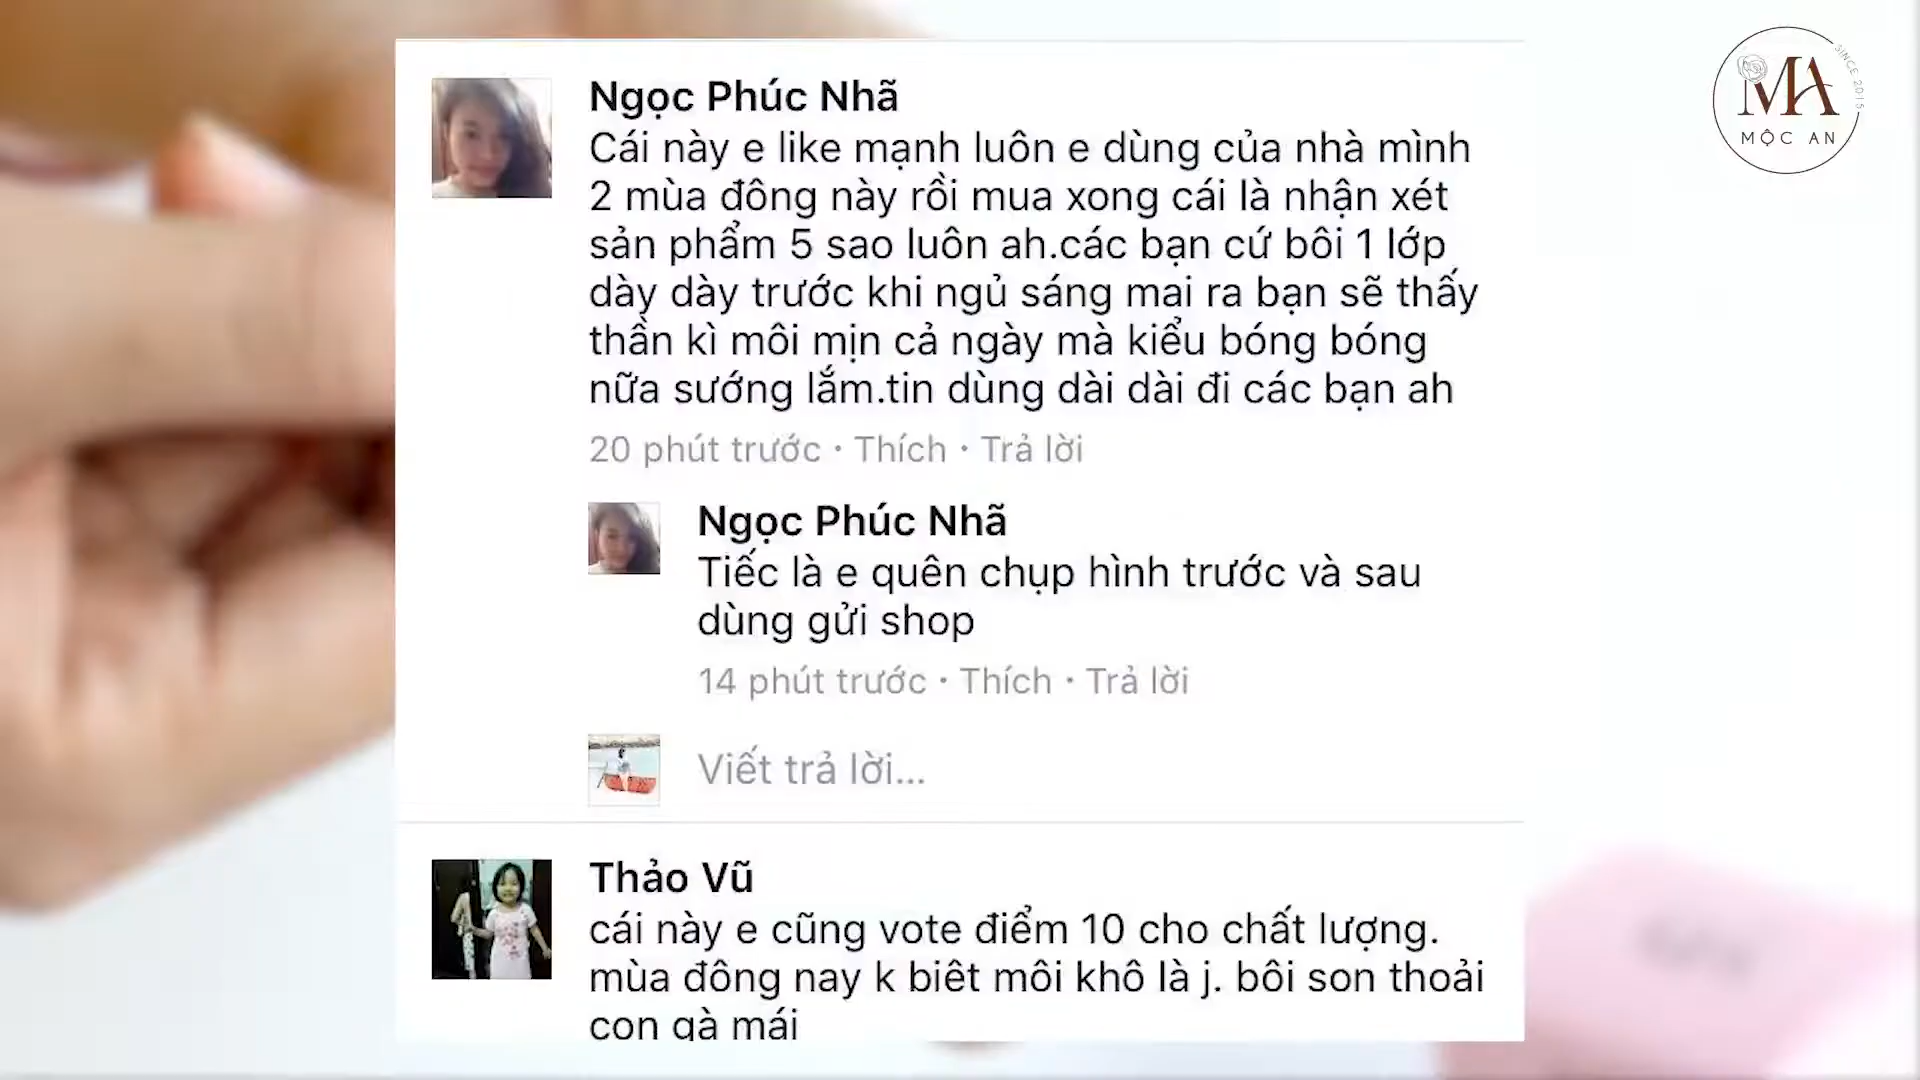 Ngọc Phúc Nhã
Cái này e like mạnh luôn e dùng của nhà mình
2 mùa đông này rồi mua xong cái là nhận xét
sản phẩm 5 sao luôn ah.các bạn cứ bôi 1 lớp
dày dày trước khi ngủ sáng mai ra bạn sẽ thấy
thần kì môi mịn cả ngày mà kiểu bóng bóng
nữa sướng lắm.tin dùng dài dài đi các bạn ah
20 phút trước · Thích · Trả lời
Ngọc Phúc Nhã
Tiếc là e quên chụp hình trước và sau
dùng gửi shop
14 phút trước · Thích · Trả lời
Viết trả lời...
Thảo Vũ
cái này e cũng vote điểm 10 cho chất lượng.
mùa đông nay k biêt môi khô là j. bôi son thoải
con gà mái
MA
MỘC AN
SINCE 2015